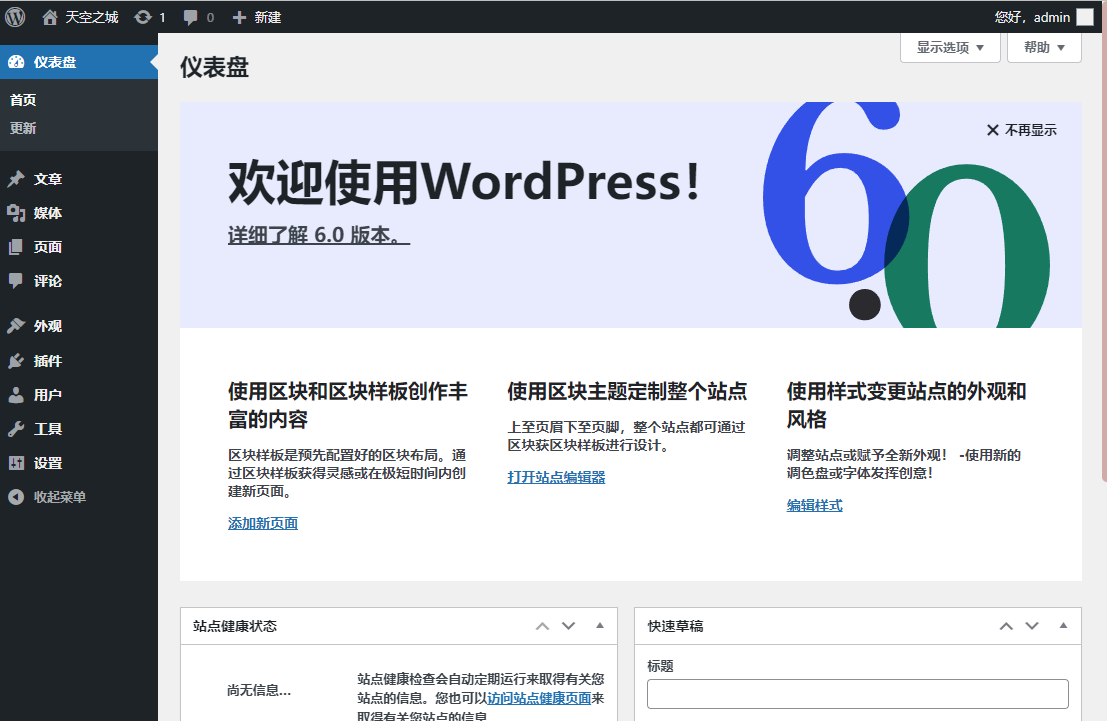 天空之城 1 0 新建 您好，admin
显示选项 帮助
仪表盘
首页
更新
文章
媒体
页面
评论
外观
插件
用户
工具
设置
收起菜单
仪表盘
不再显示
欢迎使用WordPress！
详细了解 6.0 版本。
6.0
使用区块和区块样板创作丰
富的内容
区块样板是预先配置好的区块布局。通
过区块样板获得灵感或在极短时间内创
建新页面。
添加新页面
使用区块主题定制整个站点
上至页眉下至页脚，整个站点都可通过
区块获区块样板进行设计。
打开站点编辑器
使用样式变更站点的外观和
风格
调整站点或赋予全新外观！ -使用新的
调色盘或字体发挥创意！
编辑样式
站点健康状态
尚无信息…
站点健康检查会自动定期运行来取得有关您
站点的信息。您也可以访问站点健康页面来
取得有关您站点的信息
快速草稿
标题